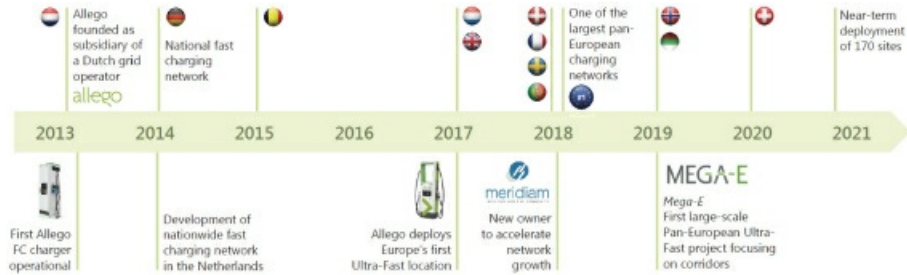 Allego
founded as
subsidiary of
a Dutch grid
operator
allego
National fast
charging
network
One of the
largest pan-
European
charging
networks
#1
Near-term
deployment
of 170 sites
2013
2014
2015
2016
2017
2018
2019
2020
2021
First Allego
FC charger
operational
Development of
nationwide fast
charging network
in the Netherlands
Allego deploys
Europe's first
Ultra-Fast location
meridiam
New owner
to accelerate
network
growth
MEGA-E
Mega-E
First large-scale
Pan-European Ultra-
Fast project focusing
on corridors